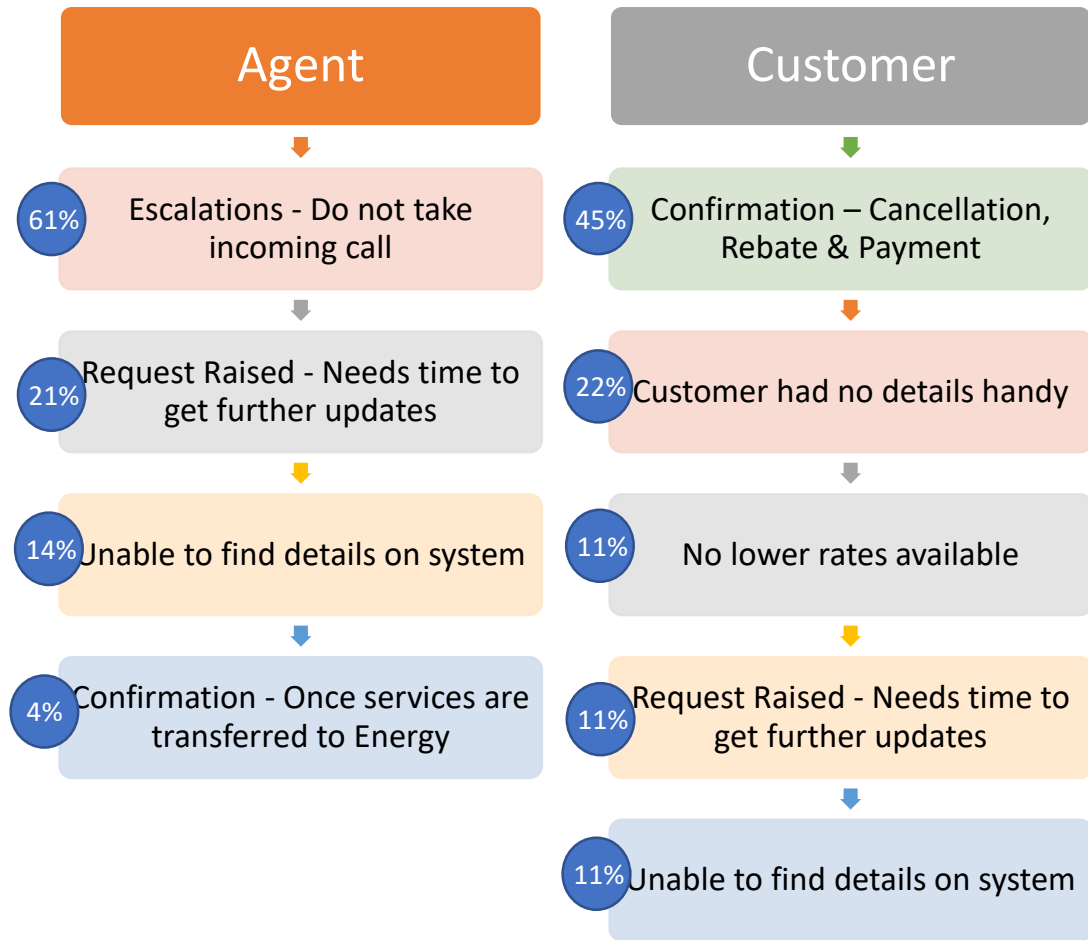 Agent
61%
Escalations - Do not take
incoming call
21%
Request Raised - Needs time to
get further updates
14%
Unable to find details on system
4%
Confirmation - Once services are
transferred to Energy
Customer
45%
Confirmation – Cancellation,
Rebate & Payment
22%
Customer had no details handy
11%
No lower rates available
11%
Request Raised - Needs time to
get further updates
11%
Unable to find details on system